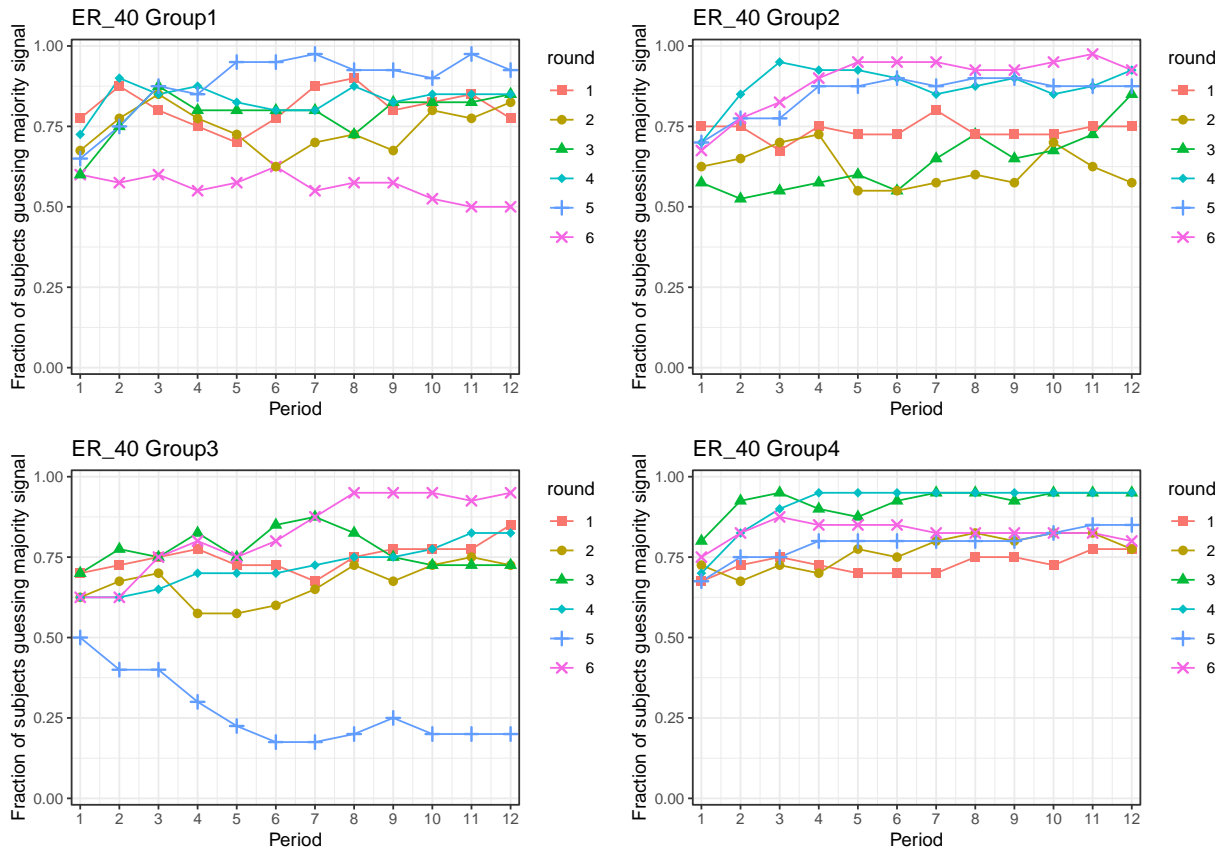 ER_40 Group1
Fraction of subjects guessing majority signal
1.00
0.75
0.50
0.25
0.00
1 2 3 4 5 6 7 8 9 10 11 12
Period
round
1
2
3
4
5
6
ER_40 Group2
Fraction of subjects guessing majority signal
1.00
0.75
0.50
0.25
0.00
1 2 3 4 5 6 7 8 9 10 11 12
Period
round
1
2
3
4
5
6
ER_40 Group3
Fraction of subjects guessing majority signal
1.00
0.75
0.50
0.25
0.00
1 2 3 4 5 6 7 8 9 10 11 12
Period
round
1
2
3
4
5
6
ER_40 Group4
Fraction of subjects guessing majority signal
1.00
0.75
0.50
0.25
0.00
1 2 3 4 5 6 7 8 9 10 11 12
Period
round
1
2
3
4
5
6